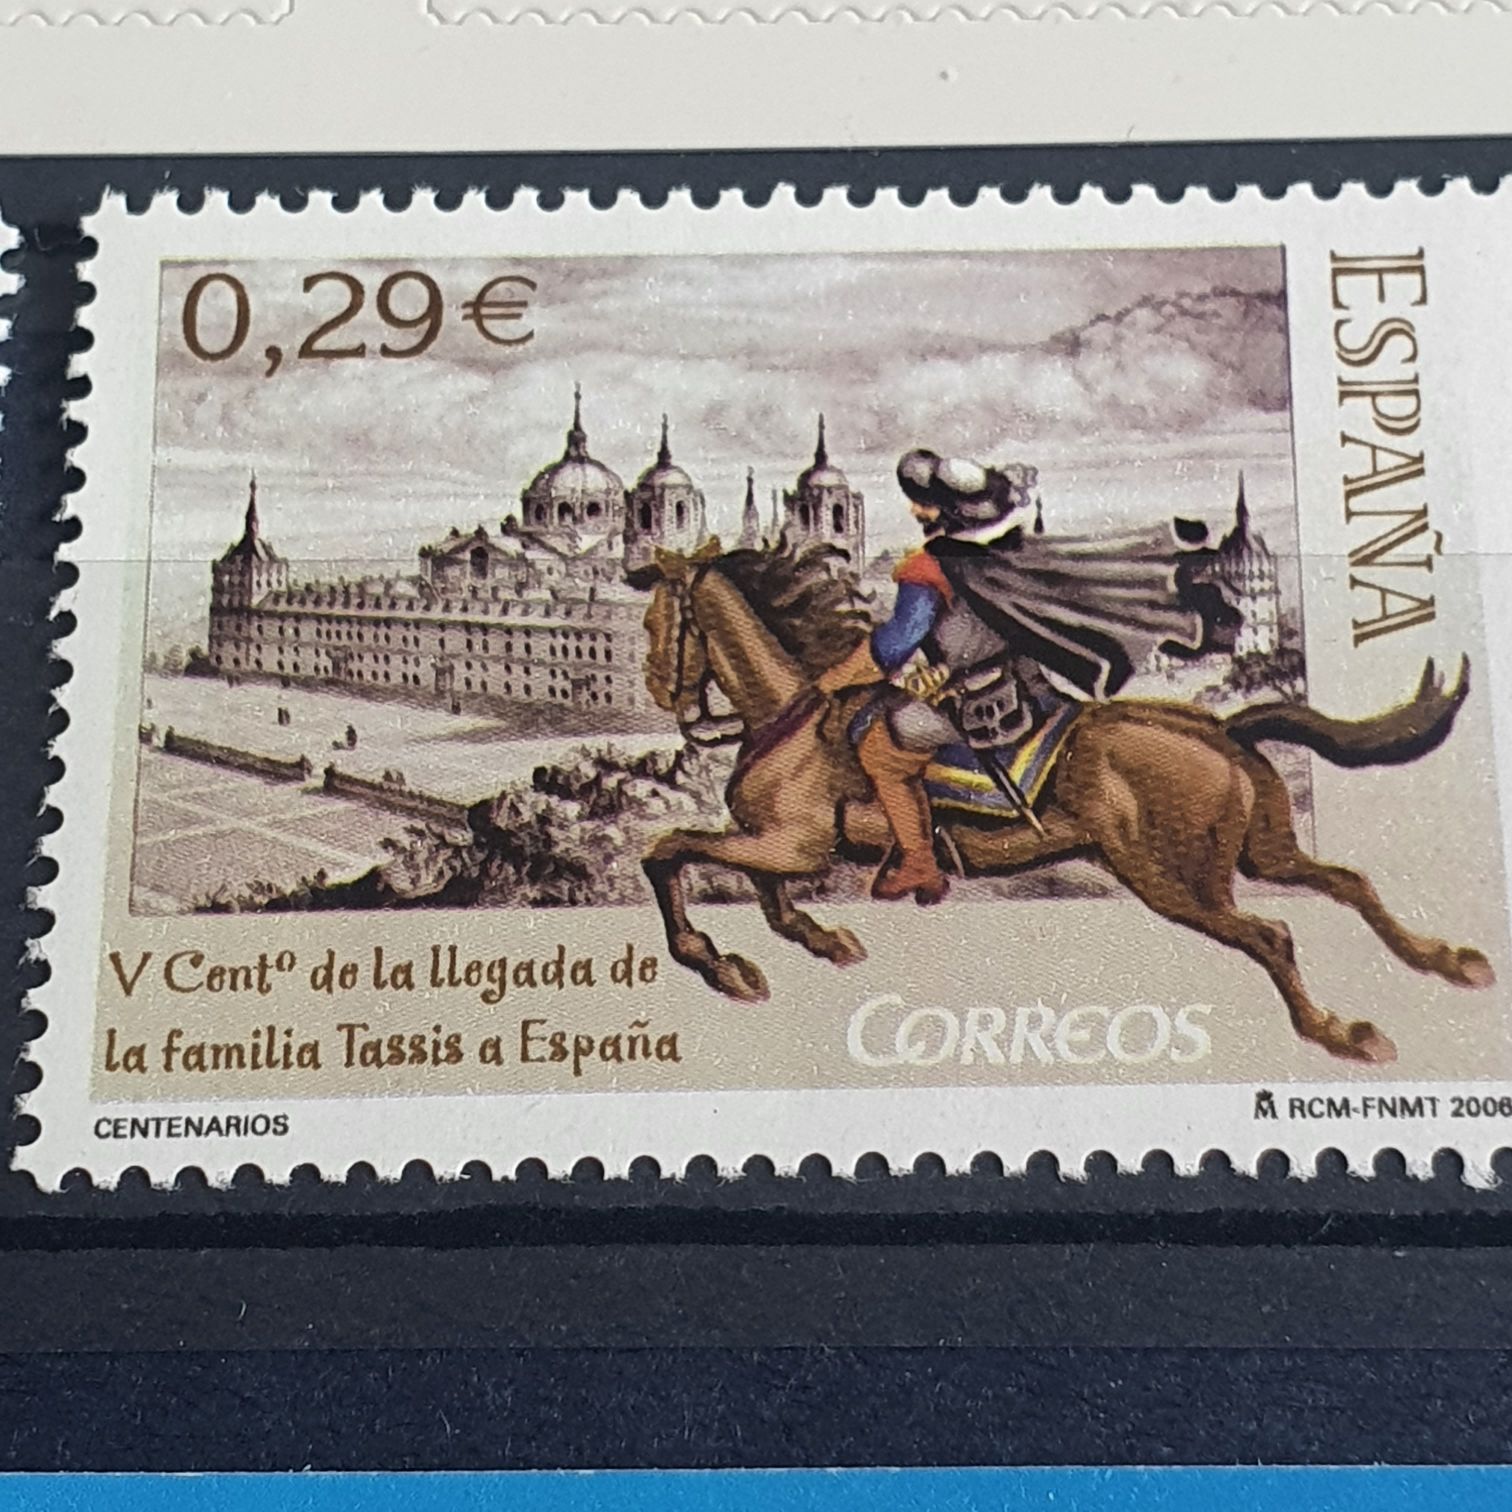 0,29€
ESPAÑA
V Centº de la llegada de
la familia Tassis a España
CORREOS
CENTENARIOS
RCM-FNMT 2006